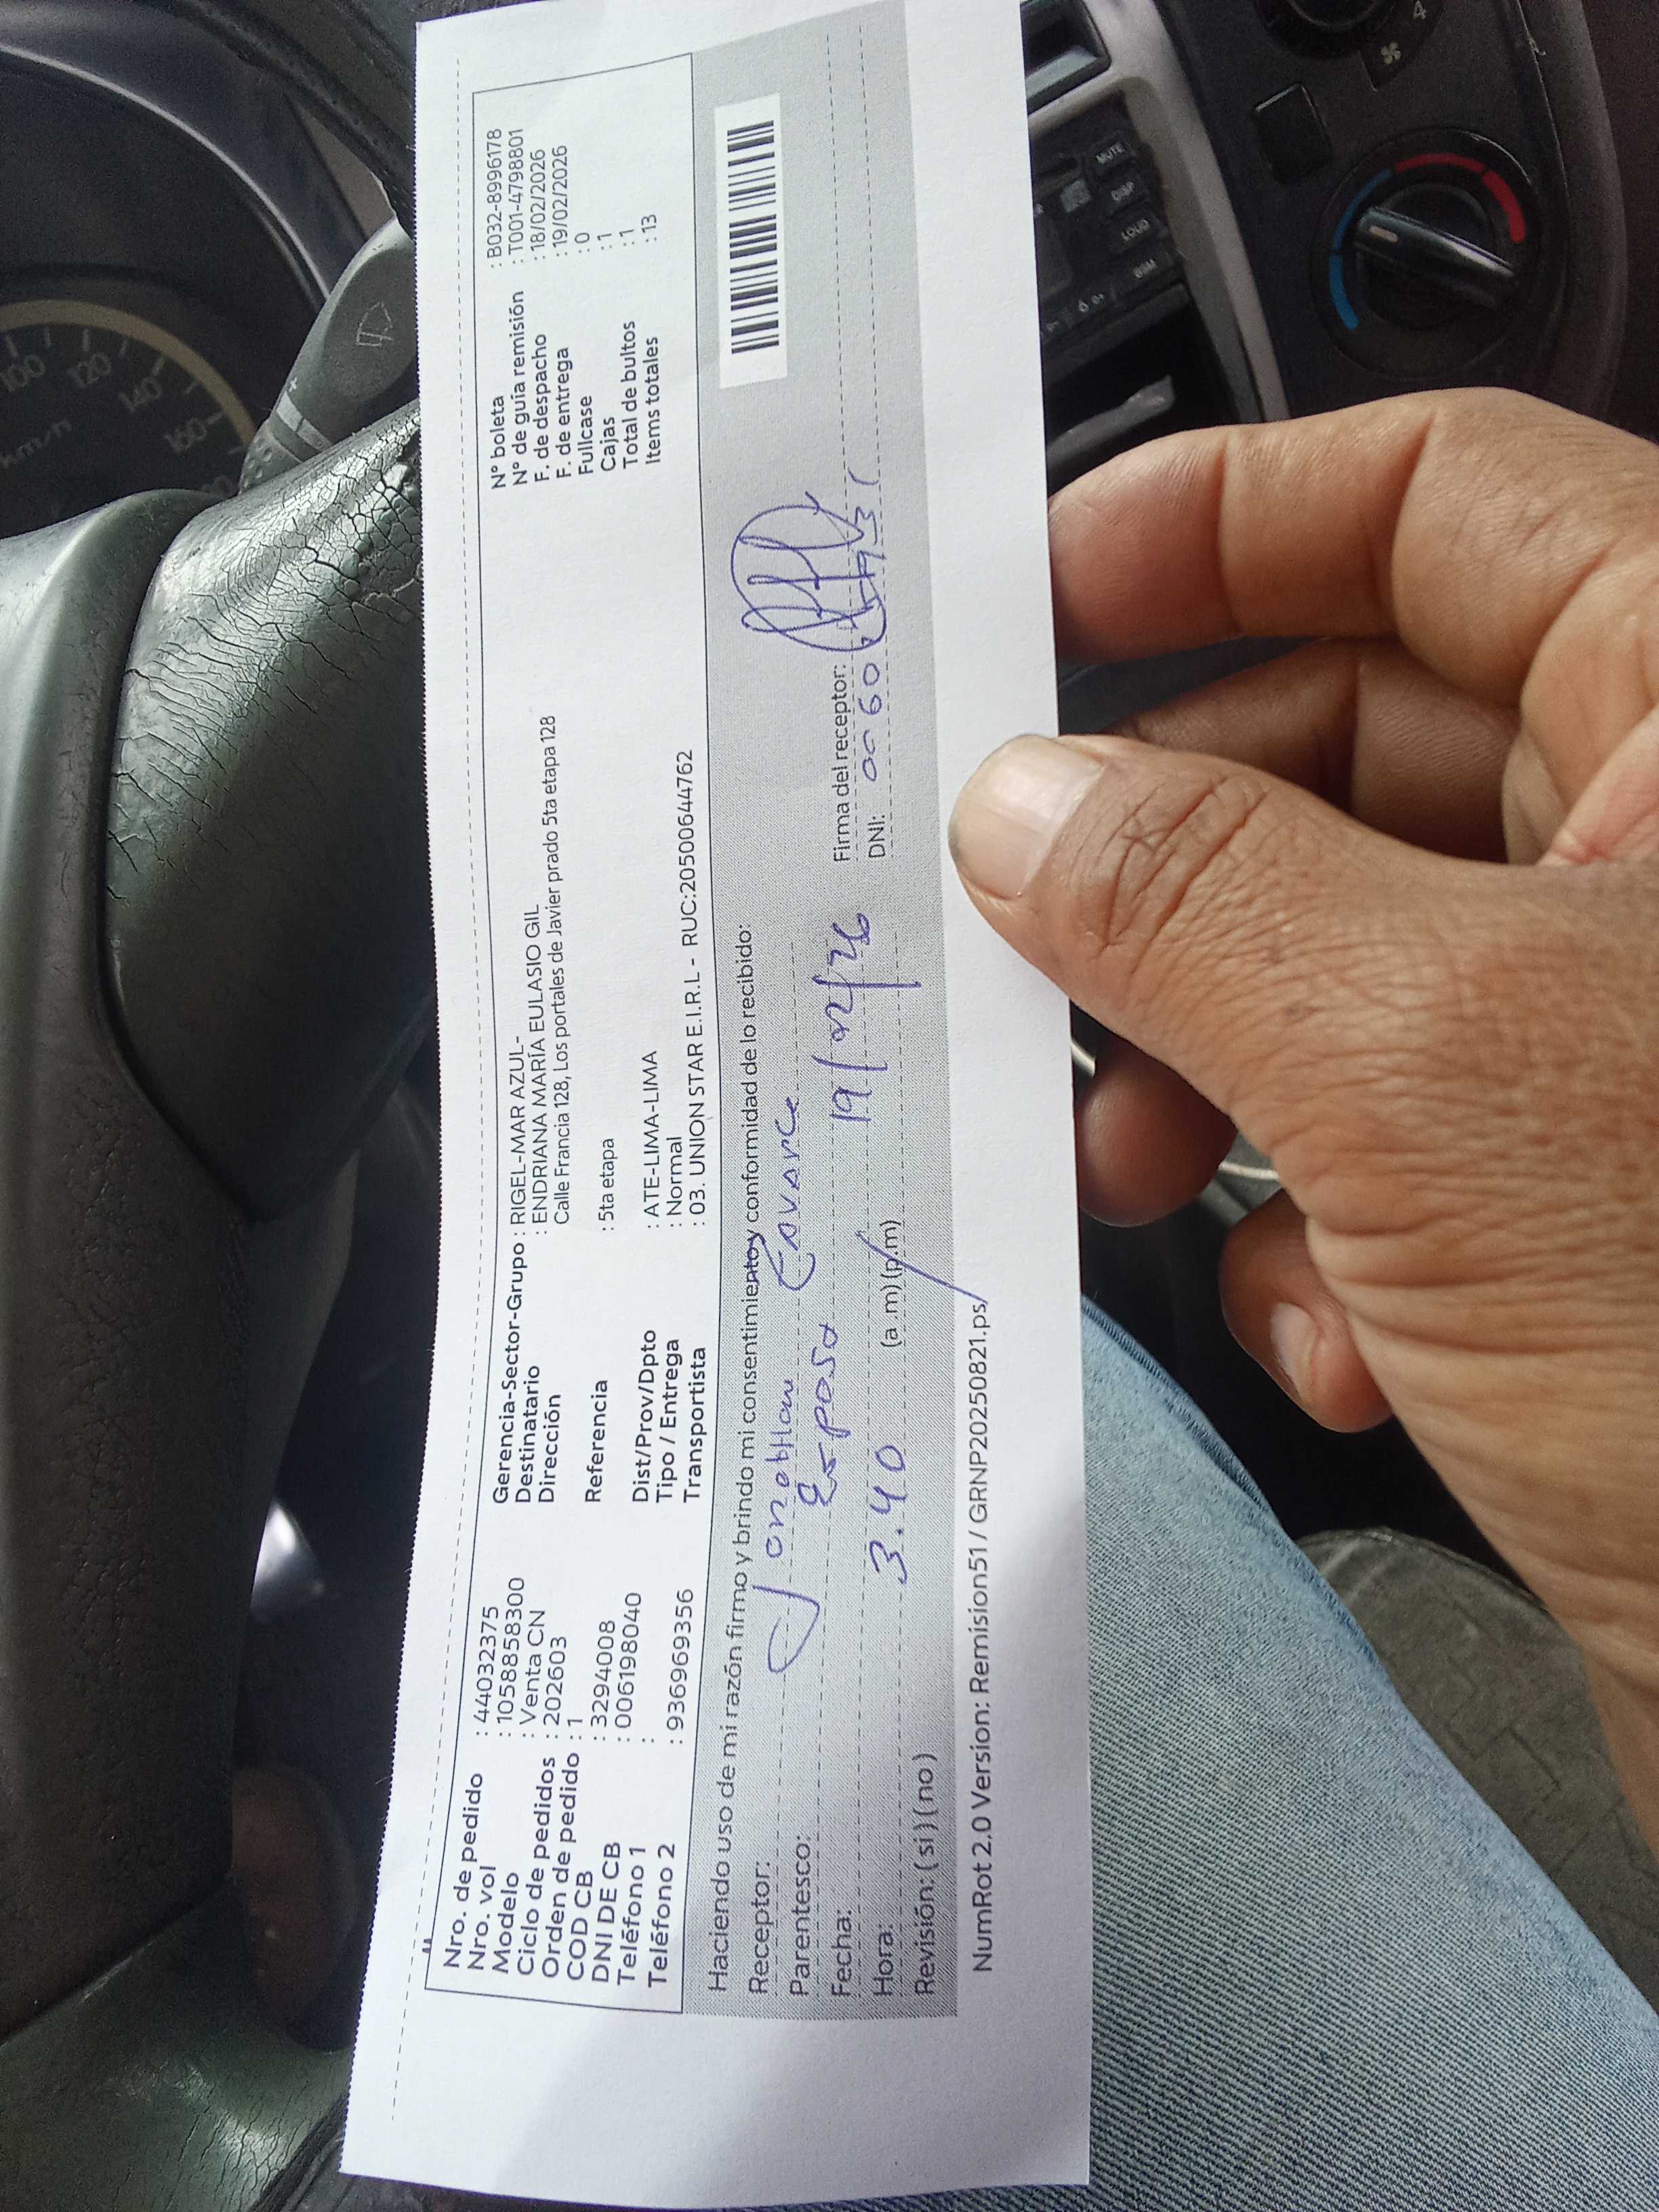 Nro. de pedido : 44032375
Nro. vol : 1058858300
Modelo : Venta CN
Ciclo de pedidos : 202603
Orden de pedido : 1
COD CB : 3294008
DNI DE CB : 006198040
Teléfono 1 :
Teléfono 2 : 936969356
Gerencia-Sector-Grupo : RIGEL-MAR AZUL-
Destinatario : ENDRIANA MARÍA EULASIO GIL
Dirección Calle Francia 128, Los portales de Javier prado 5ta etapa 128
Referencia : 5ta etapa
Dist/Prov/Dpto : ATE-LIMA-LIMA
Tipo / Entrega : Normal
Transportista : 03. UNION STAR E.I.R.L - RUC:20500644762
N° boleta : B032-8996178
N° de guía remisión : T001-4798801
F. de despacho : 18/02/2026
F. de entrega : 19/02/2026
Fullcase : 0
Cajas : 1
Total de bultos : 1
Items totales : 13
Haciendo uso de mi razón firmo y brindo mi consentimiento y conformidad de lo recibido:
Receptor:
Parentesco: Esposo
Fecha: 19/02/26
Hora: 3.40 (a.m) (p.m)
Revisión: (si) (no)
Firma del receptor:
DNI:
NumRot 2.0 Version: Remision51 / GRNP20250821.ps